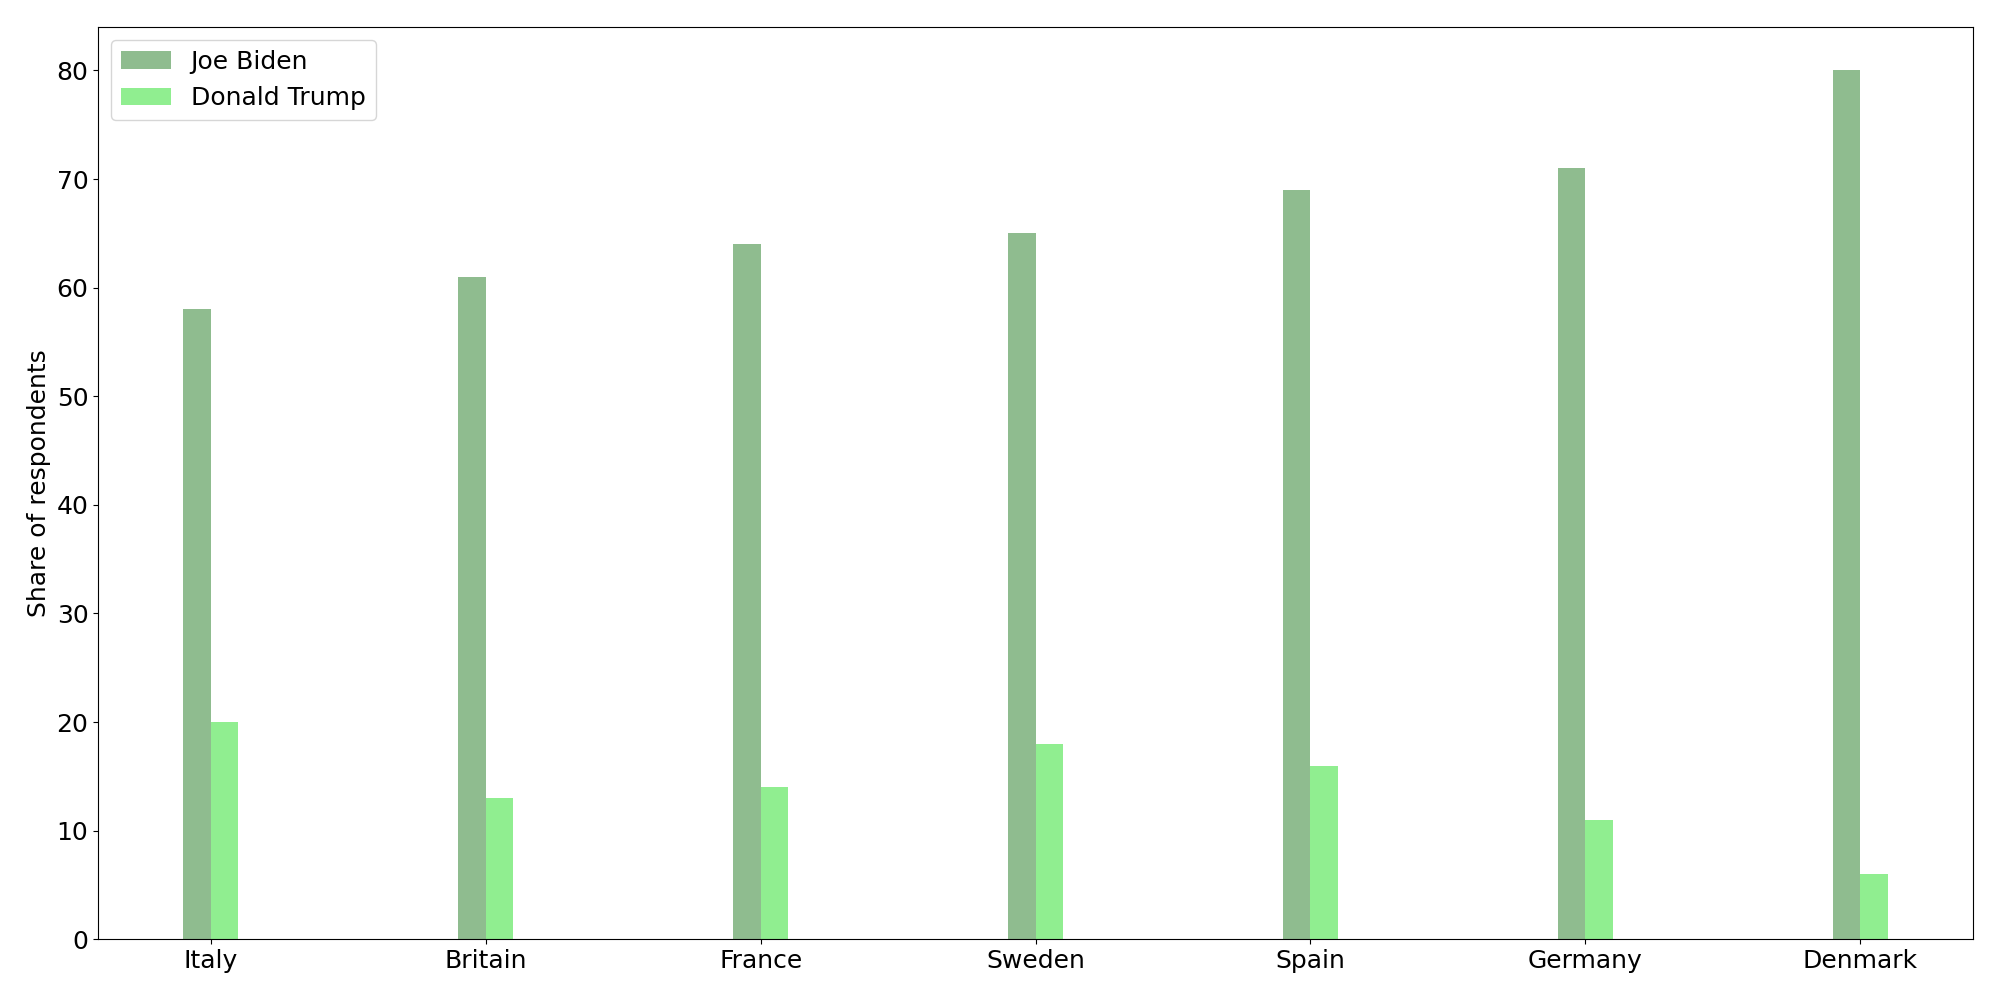 Joe Biden
Donald Trump
Share of respondents
80
70
60
50
40
30
20
10
0
Italy Britain France Sweden Spain Germany Denmark